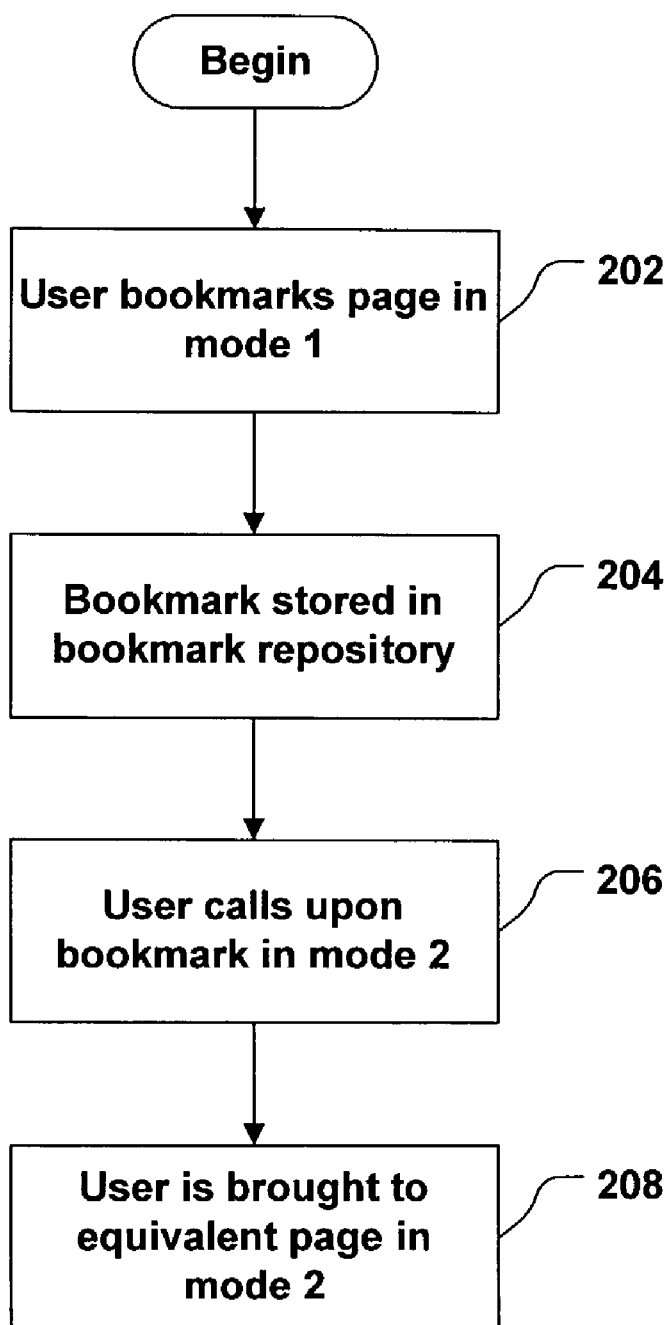 Begin
User bookmarks page in
mode 1
202
Bookmark stored in
bookmark repository
204
User calls upon
bookmark in mode 2
206
User is brought to
equivalent page in
mode 2
208